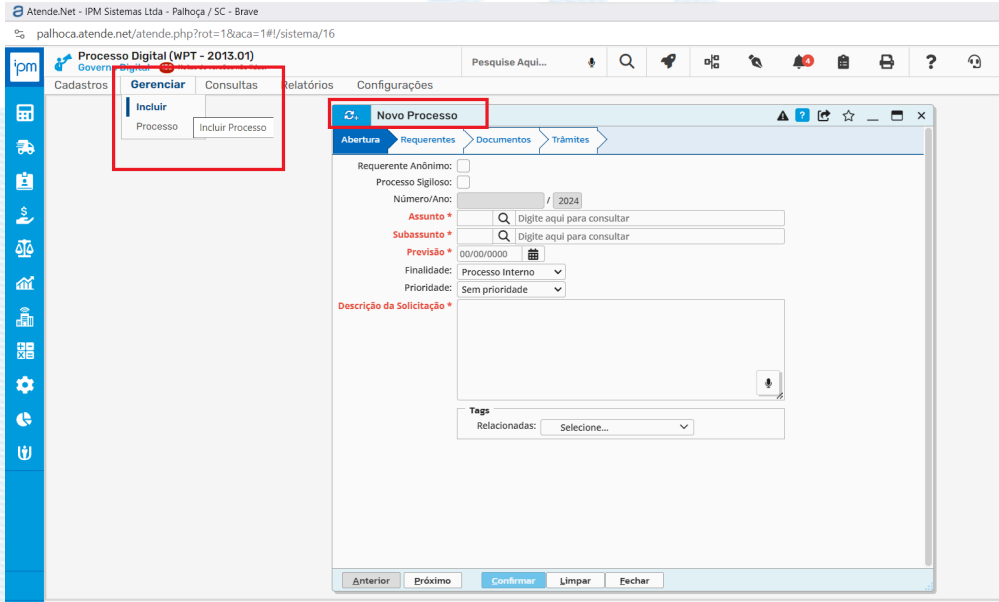 Atende.Net - IPM Sistemas Ltda - Palhoça / SC - Brave
palhoca.atende.net/atende.php?rot=1&aca=1#!/sistema/16
ipm
Processo Digital (WPT - 2013.01)
Governo Digital
Pesquise Aqui...
4
?
Cadastros Gerenciar Consultas Relatórios Configurações
Incluir
Processo
Incluir Processo
Novo Processo
?
Abertura Requerentes Documentos Trâmites
Requerente Anônimo:
Processo Sigiloso:
Número/Ano: / 2024
Assunto * Digite aqui para consultar
Subassunto * Digite aqui para consultar
Previsão * 00/00/0000
Finalidade: Processo Interno
Prioridade: Sem prioridade
Descrição da Solicitação *
Tags
Relacionadas: Selecione...
Anterior Próximo Confirmar Limpar Fechar